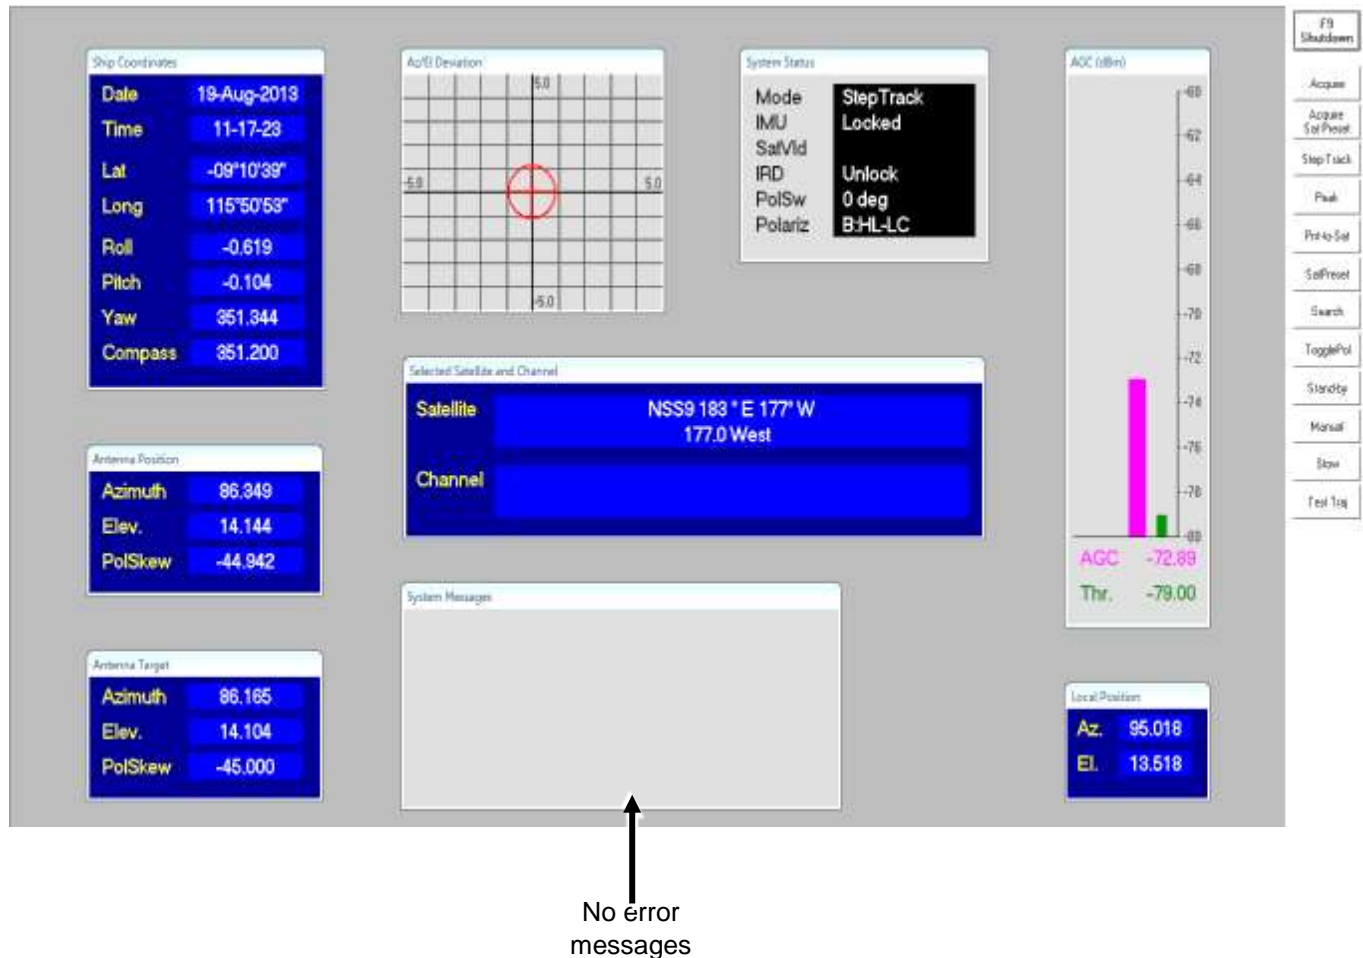 Ship Coordinates
Date 19-Aug-2013
Time 11-17-23
Lat -09°10'39"
Long 115°50'53"
Roll -0.619
Pitch -0.104
Yaw 351.344
Compass 351.200
Antenna Position
Azimuth 86.349
Elev. 14.144
PolSkew -44.942
Antenna Target
Azimuth 86.165
Elev. 14.104
PolSkew -45.000
Az/El Deviation
5.0
-5.0 5.0
-5.0
System Status
Mode StepTrack
IMU Locked
SatVld
IRD Unlock
PolSw 0 deg
Polariz B:HL-LC
Selected Satellite and Channel
Satellite NSS9 183 ° E 177° W
177.0 West
Channel
System Messages
AGC (dBm)
-60
-62
-64
-66
-68
-70
-72
-74
-76
-78
-80
AGC -72.89
Thr. -79.00
Local Position
Az. 95.018
El. 13.518
F9
Shutdown
Acquire
Acquire
Sat Preset
Step Track
Peak
Pnt-to-Sat
SatPreset
Search
TogglePol
Stand-by
Manual
Stow
Test Traj
No error
messages